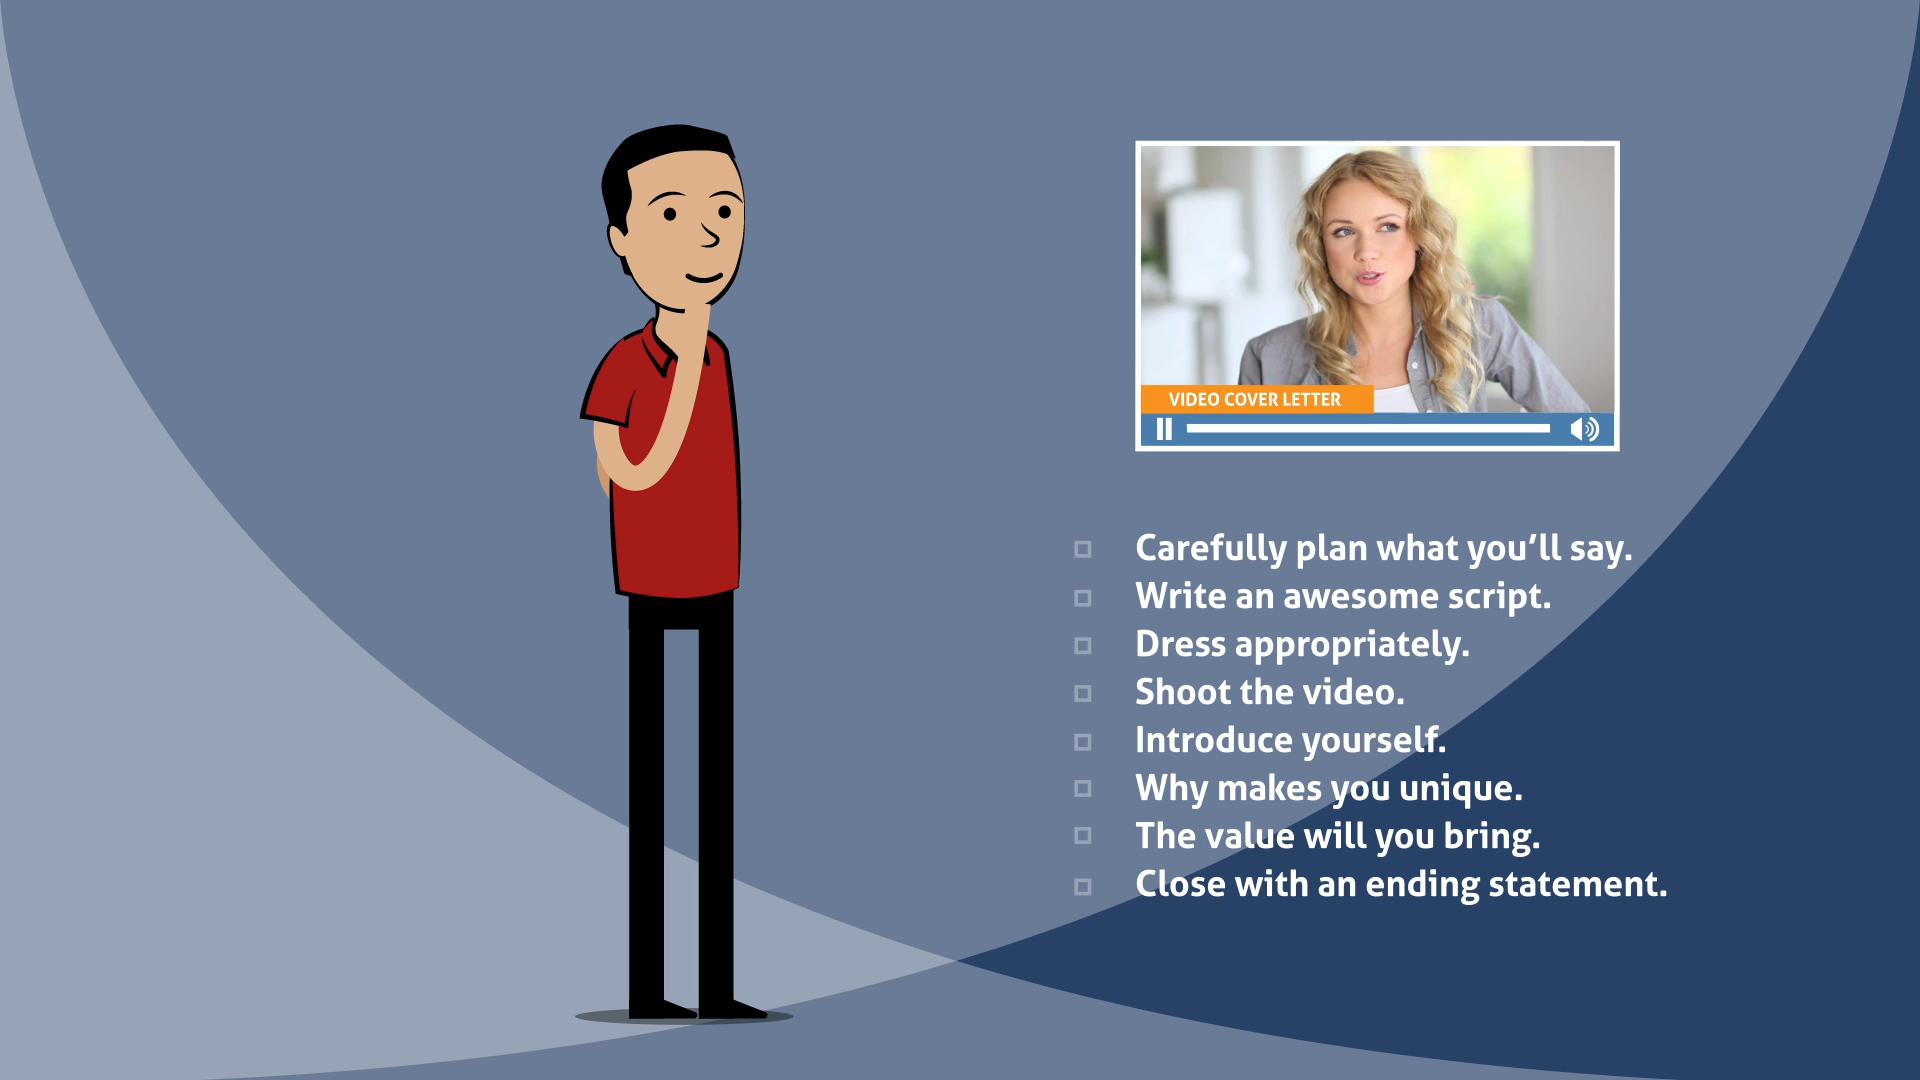 VIDEO COVER LETTER
Carefully plan what you’ll say.
Write an awesome script.
Dress appropriately.
Shoot the video.
Introduce yourself.
Why makes you unique.
The value will you bring.
Close with an ending statement.